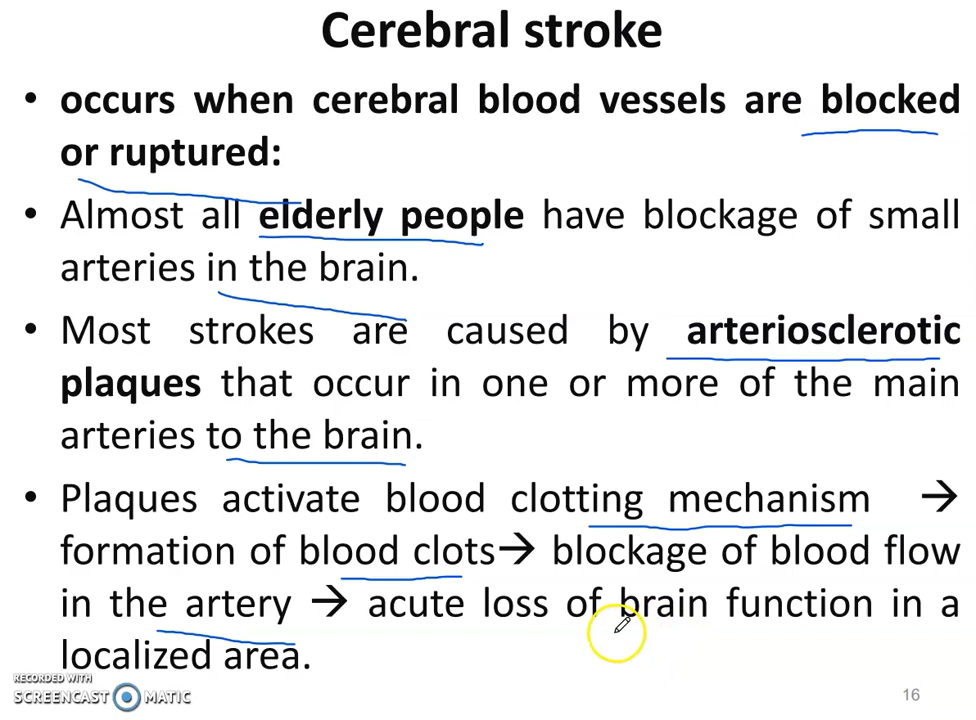 Cerebral stroke
• occurs when cerebral blood vessels are blocked
or ruptured:
• Almost all elderly people have blockage of small
arteries in the brain.
• Most strokes are caused by arteriosclerotic
plaques that occur in one or more of the main
arteries to the brain.
• Plaques activate blood clotting mechanism →
formation of blood clots→ blockage of blood flow
in the artery → acute loss of brain function in a
localized area.
RECORDED WITH
SCREENCAST MATIC
16